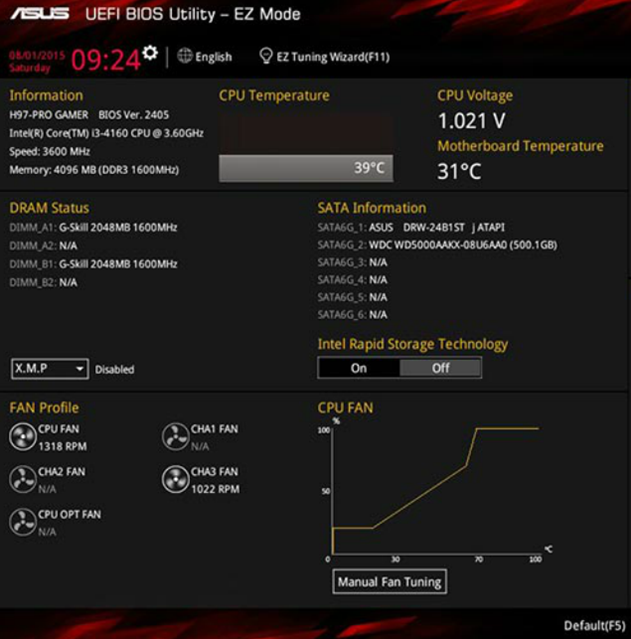 ASUS UEFI BIOS Utility – EZ Mode
08/01/2015 Saturday 09:24 English EZ Tuning Wizard(F11)
Information
H97-PRO GAMER BIOS Ver. 2405
Intel(R) Core(TM) i3-4160 CPU @ 3.60GHz
Speed: 3600 MHz
Memory: 4096 MB (DDR3 1600MHz)
CPU Temperature
39°C
CPU Voltage
1.021 V
Motherboard Temperature
31°C
DRAM Status
DIMM_A1: G-Skill 2048MB 1600MHz
DIMM_A2: N/A
DIMM_B1: G-Skill 2048MB 1600MHz
DIMM_B2: N/A
X.M.P Disabled
SATA Information
SATA6G_1: ASUS DRW-24B1ST j ATAPI
SATA6G_2: WDC WD5000AAKX-08U6AA0 (500.1GB)
SATA6G_3: N/A
SATA6G_4: N/A
SATA6G_5: N/A
SATA6G_6: N/A
Intel Rapid Storage Technology
On Off
FAN Profile
CPU FAN
1318 RPM
CHA1 FAN
N/A
CHA2 FAN
N/A
CHA3 FAN
1022 RPM
CPU OPT FAN
N/A
CPU FAN
%
100
50
0 30 70 100 °C
Manual Fan Tuning
Default(F5)